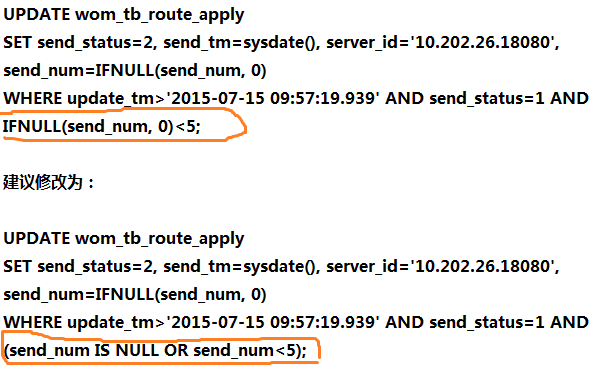 UPDATE wom_tb_route_apply
SET send_status=2, send_tm=sysdate(), server_id='10.202.26.18080',
send_num=IFNULL(send_num, 0)
WHERE update_tm>'2015-07-15 09:57:19.939' AND send_status=1 AND
IFNULL(send_num, 0)<5;
建议修改为：
UPDATE wom_tb_route_apply
SET send_status=2, send_tm=sysdate(), server_id='10.202.26.18080',
send_num=IFNULL(send_num, 0)
WHERE update_tm>'2015-07-15 09:57:19.939' AND send_status=1 AND
(send_num IS NULL OR send_num<5);